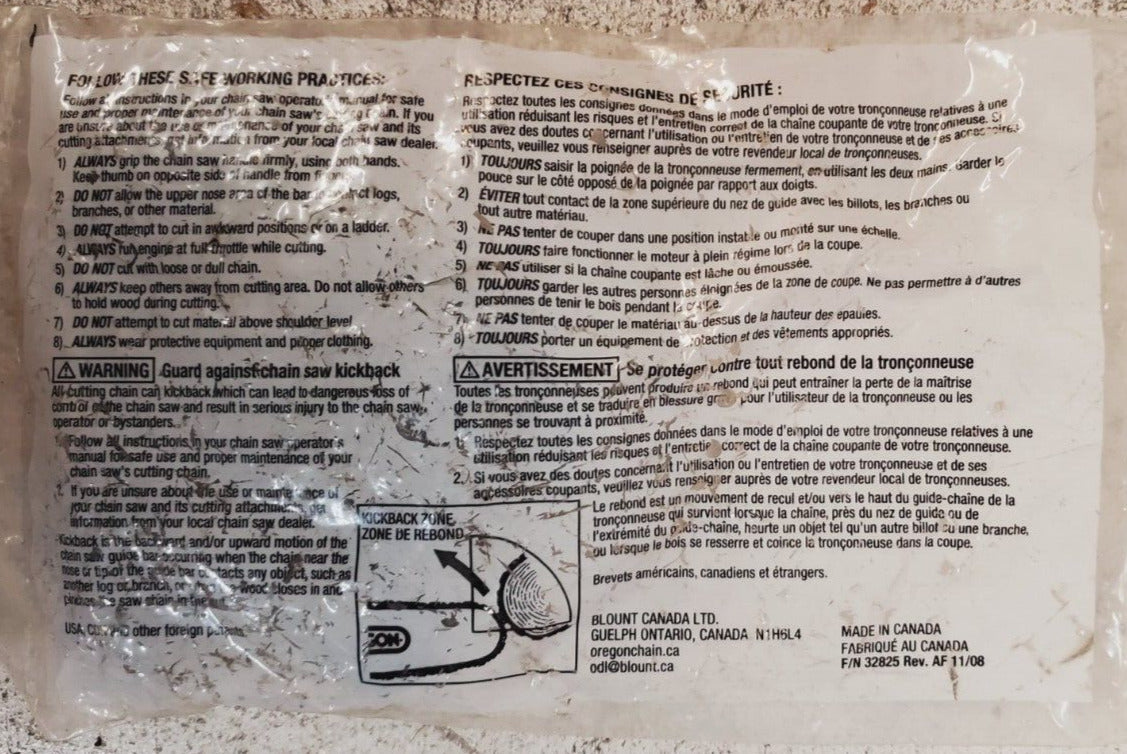 FOLLOW THESE SAFE WORKING PRACTICES:
Follow all instructions in your chain saw operator's manual for safe
use and proper maintenance of your chain saw's cutting chain. If you
are unsure about the use or maintenance of your chain saw and its
cutting attachments, get information from your local chain saw dealer.
1) ALWAYS grip the chain saw handle firmly, using both hands.
Keep thumb on opposite side of handle from fingers.
2) DO NOT allow the upper nose area of the bar to contact logs,
branches, or other material.
3) DO NOT attempt to cut in awkward positions or on a ladder.
4) ALWAYS run engine at full throttle while cutting.
5) DO NOT cut with loose or dull chain.
6) ALWAYS keep others away from cutting area. Do not allow others
to hold wood during cutting.
7) DO NOT attempt to cut material above shoulder level
8) ALWAYS wear protective equipment and proper clothing.
WARNING Guard against chain saw kickback
All cutting chain can kickback which can lead to dangerous loss of
control of the chain saw and result in serious injury to the chain saw
operator or bystanders.
1. Follow all instructions in your chain saw operator's
manual for safe use and proper maintenance of your
chain saw's cutting chain.
2. If you are unsure about the use or maintenance of
your chain saw and its cutting attachments, get
information from your local chain saw dealer.
Kickback is the backward and/or upward motion of the
chain saw guide bar occurring when the chain near the
nose or tip of the guide bar contacts any object, such as
another log or branch, or when the wood closes in and
pinches the saw chain in the
USA, and other foreign patents
KICKBACK ZONE
ZONE DE REBOND
RESPECTEZ CES CONSIGNES DE SÉCURITÉ :
Respectez toutes les consignes données dans le mode d'emploi de votre tronçonneuse relatives à une
utilisation réduisant les risques et l'entretien correct de la chaîne coupante de votre tronçonneuse. Si
vous avez des doutes concernant l'utilisation ou l'entretien de votre tronçonneuse et de ses accessoires
coupants, veuillez vous renseigner auprès de votre revendeur local de tronçonneuses.
1) TOUJOURS saisir la poignée de la tronçonneuse fermement, en utilisant les deux mains. Garder le
pouce sur le côté opposé de la poignée par rapport aux doigts.
2) ÉVITER tout contact de la zone supérieure du nez de guide avec les billots, les branches ou
tout autre matériau.
3) NE PAS tenter de couper dans une position instable ou monté sur une échelle.
4) TOUJOURS faire fonctionner le moteur à plein régime lors de la coupe.
5) NE PAS utiliser si la chaîne coupante est lâche ou émoussée.
6) TOUJOURS garder les autres personnes éloignées de la zone de coupe. Ne pas permettre à d'autres
personnes de tenir le bois pendant la coupe.
7) NE PAS tenter de couper le matériau au-dessus de la hauteur des épaules.
8) TOUJOURS porter un équipement de protection et des vêtements appropriés.
AVERTISSEMENT Se protéger contre tout rebond de la tronçonneuse
Toutes les tronçonneuses peuvent produire un rebond qui peut entraîner la perte de la maîtrise
de la tronçonneuse et se traduire en blessure grave pour l'utilisateur de la tronçonneuse ou les
personnes se trouvant à proximité.
1. Respectez toutes les consignes données dans le mode d'emploi de votre tronçonneuse relatives à une
utilisation réduisant les risques et l'entretien correct de la chaîne coupante de votre tronçonneuse.
2. Si vous avez des doutes concernant l'utilisation ou l'entretien de votre tronçonneuse et de ses
accessoires coupants, veuillez vous renseigner auprès de votre revendeur local de tronçonneuses.
Le rebond est un mouvement de recul et/ou vers le haut du guide-chaîne de la
tronçonneuse qui survient lorsque la chaîne, près du nez de guide ou de
l'extrémité du guide-chaîne, heurte un objet tel qu'un autre billot ou une branche,
ou lorsque le bois se resserre et coince la tronçonneuse dans la coupe.
Brevets américains, canadiens et étrangers.
BLOUNT CANADA LTD.
GUELPH ONTARIO, CANADA N1H6L4
oregonchain.ca
odl@blount.ca
MADE IN CANADA
FABRIQUÉ AU CANADA
F/N 32825 Rev. AF 11/08